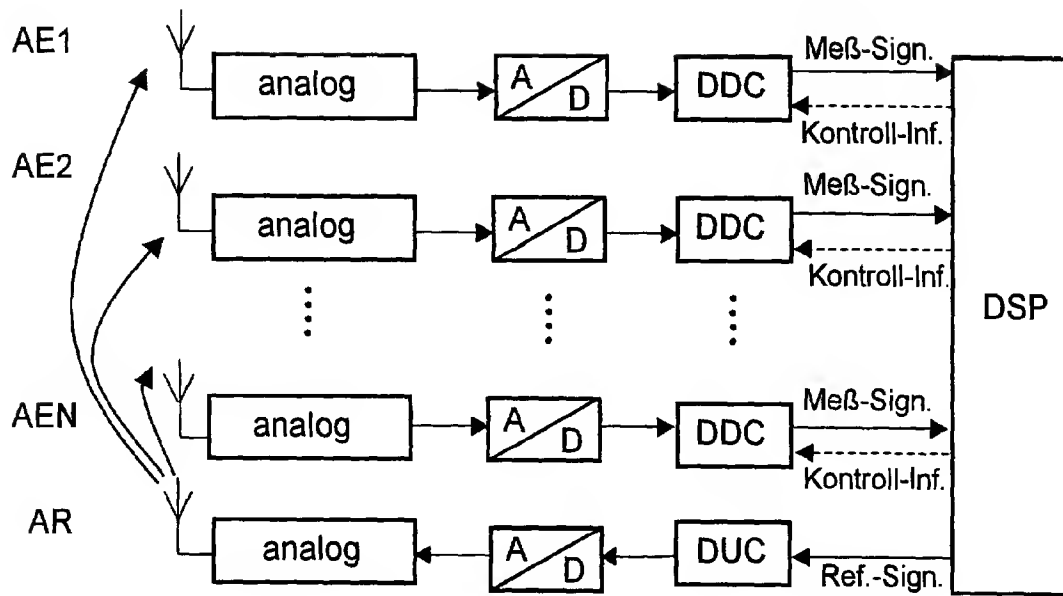 AE1
analog
A
D
DDC
Meß-Sign.
Kontroll-Inf.
AE2
analog
A
D
DDC
Meß-Sign.
Kontroll-Inf.
DSP
AEN
analog
A
D
DDC
Meß-Sign.
Kontroll-Inf.
AR
analog
A
D
DUC
Ref.-Sign.